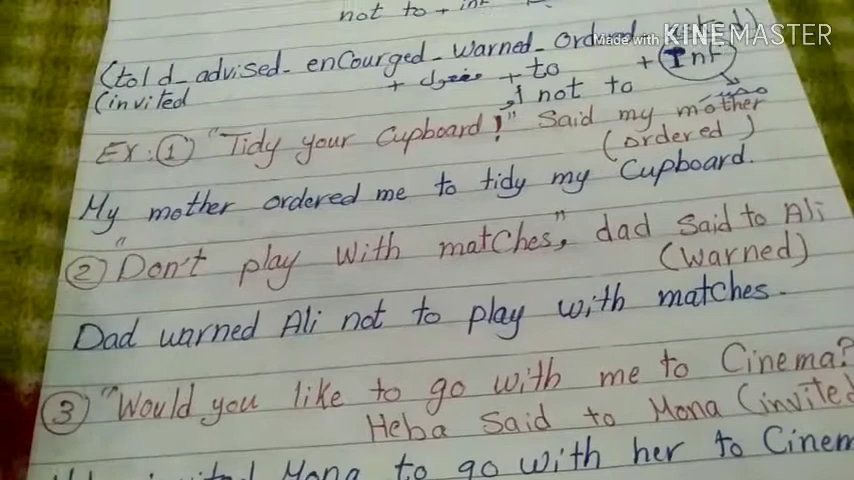 not to + inf
(told - advised - encourged - warned - ordered
Made with KINEMASTER
(invited + to + Inf
not to
Ex: 1 "Tidy your Cupboard!" Said my mother
(ordered)
My mother ordered me to tidy my Cupboard.
2 "Don't play with matches," dad said to Ali
(warned)
Dad warned Ali not to play with matches.
3 "Would you like to go with me to Cinema?
Heba said to Mona (invited
invited Mona to go with her to Cinem